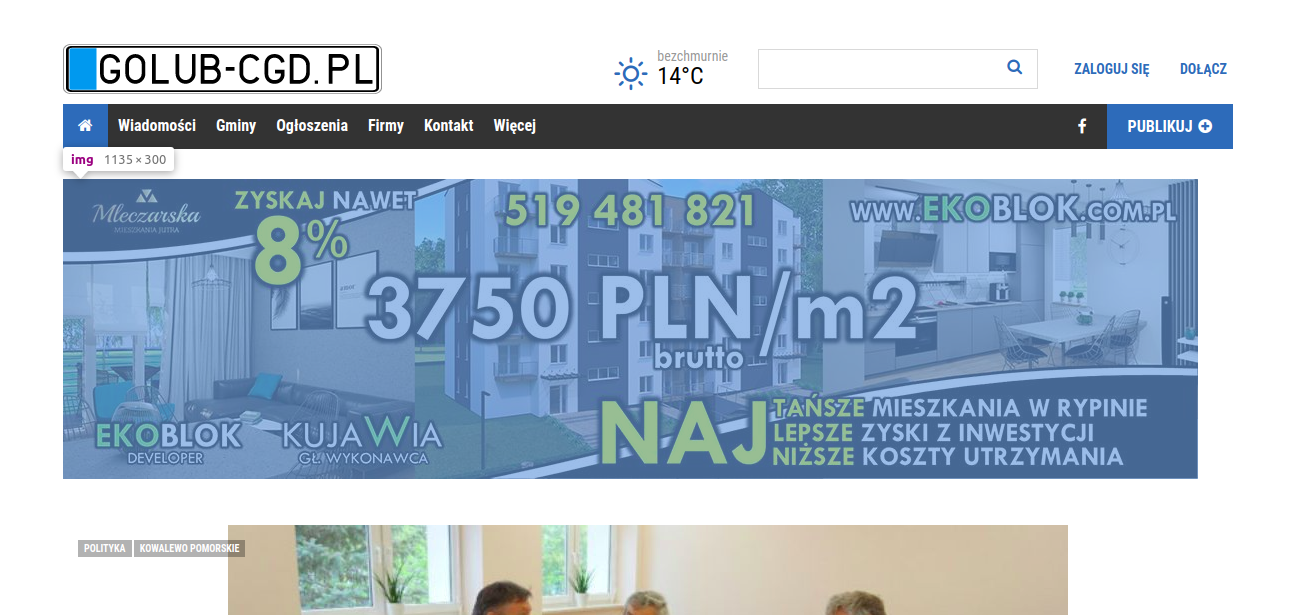 GOLUB-CGD.PL
bezchmurnie
14°C
ZALOGUJ SIĘ
DOŁĄCZ
Wiadomości Gminy Ogłoszenia Firmy Kontakt Więcej
PUBLIKUJ
img 1135 × 300
Mleczarska
MIESZKANIA JUTRA
ZYSKAJ NAWET
8%
519 481 821
WWW.EKOBLOK.COM.PL
3750 PLN/m2
brutto
EKOBLOK
DEVELOPER
KUJAWIA
GŁ. WYKONAWCA
NAJ
TAŃSZE MIESZKANIA W RYPINIE
LEPSZE ZYSKI Z INWESTYCJI
NIŻSZE KOSZTY UTRZYMANIA
POLITYKA
KOWALEWO POMORSKIE